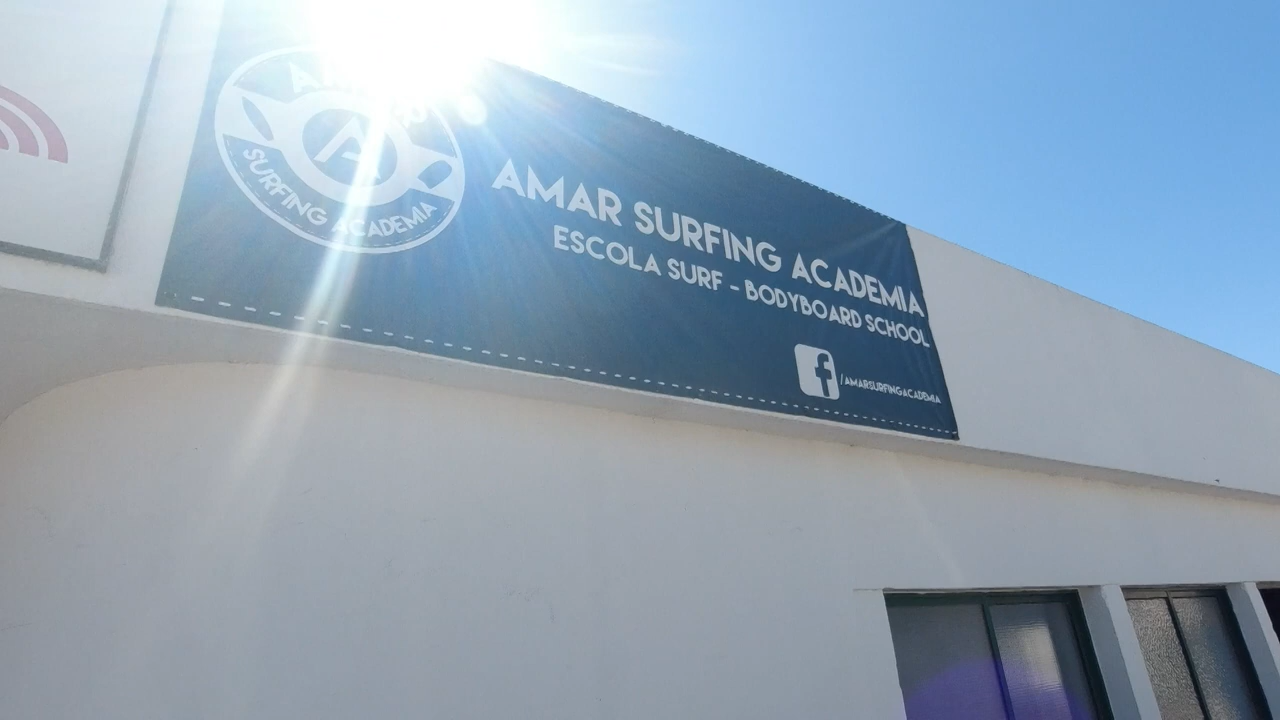 A
SURFING ACADEMIA
AMAR SURFING ACADEMIA
ESCOLA SURF - BODYBOARD SCHOOL
f /AMARSURFINGACADEMIA